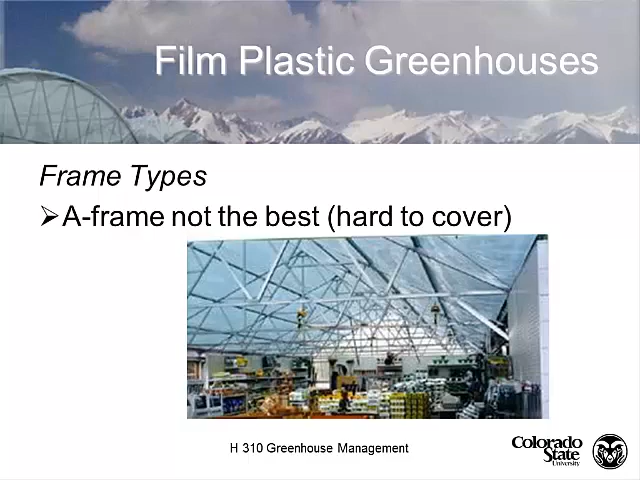 Film Plastic Greenhouses
Frame Types
➢A-frame not the best (hard to cover)
H 310 Greenhouse Management
Colorado
State
University